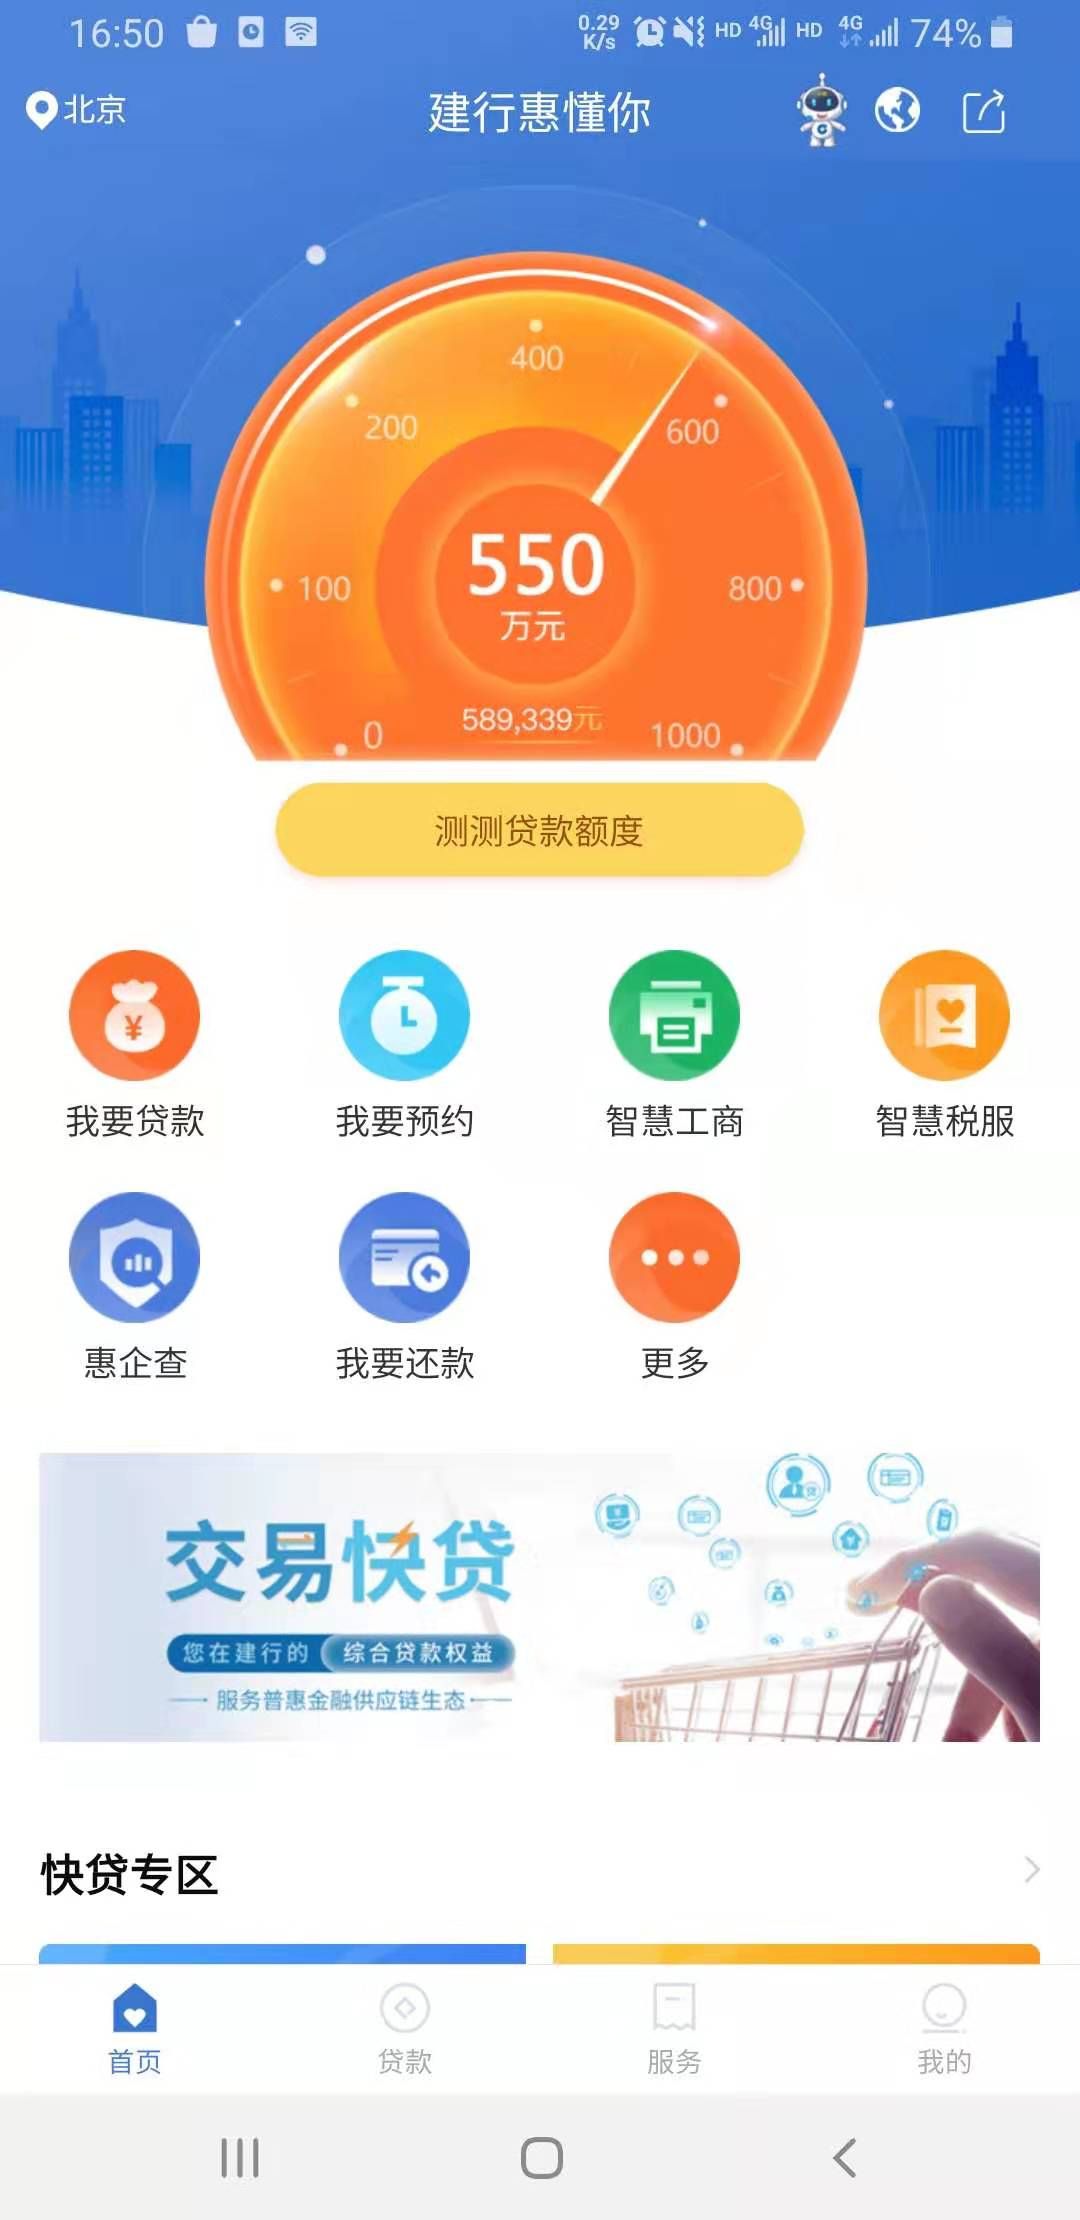 16:50
0.29
K/s
HD 4G HD 4G 74%
北京
建行惠懂你
400
200
600
100
800
550
万元
589,339元
0
1000
测测贷款额度
我要贷款
我要预约
智慧工商
智慧税服
惠企查
我要还款
更多
交易快贷
您在建行的 综合贷款权益
服务普惠金融供应链生态
快贷专区
首页
贷款
服务
我的